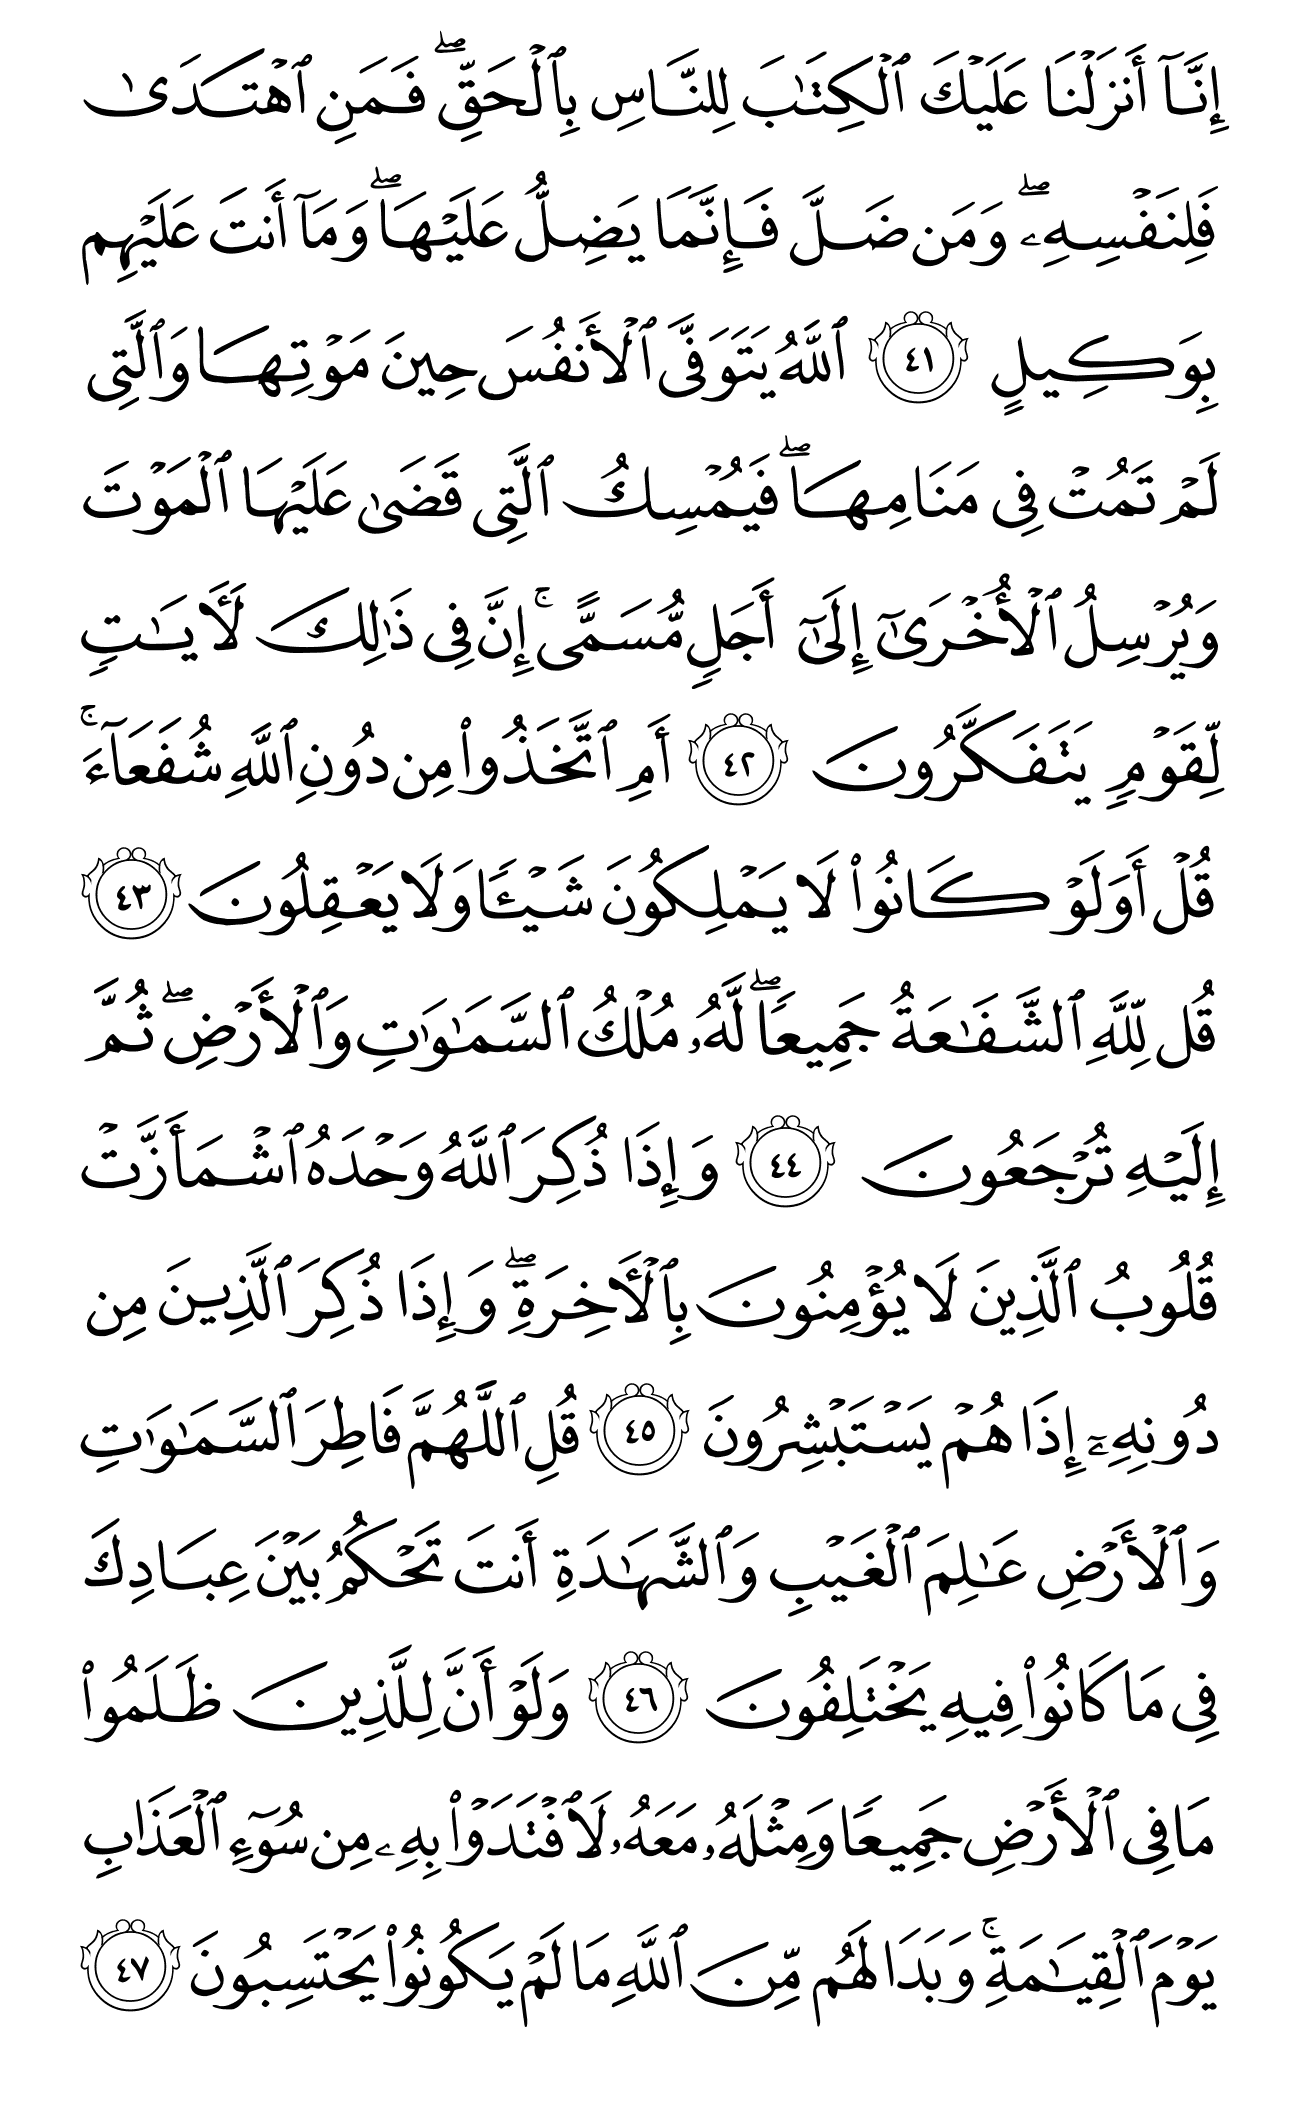 إِنَّآ أَنزَلۡنَا عَلَيۡكَ ٱلۡكِتَٰبَ لِلنَّاسِ بِٱلۡحَقِّۖ فَمَنِ ٱهۡتَدَىٰ
فَلِنَفۡسِهِۦۖ وَمَن ضَلَّ فَإِنَّمَا يَضِلُّ عَلَيۡهَاۖ وَمَآ أَنتَ عَلَيۡهِم
بِوَكِيلٍ ٤١ ٱللَّهُ يَتَوَفَّى ٱلۡأَنفُسَ حِينَ مَوۡتِهَا وَٱلَّتِى
لَمۡ تَمُتۡ فِى مَنَامِهَاۖ فَيُمۡسِكُ ٱلَّتِى قَضَىٰ عَلَيۡهَا ٱلۡمَوۡتَ
وَيُرۡسِلُ ٱلۡأُخۡرَىٰٓ إِلَىٰٓ أَجَلٍ مُّسَمًّىۚ إِنَّ فِى ذَٰلِكَ لَأٓيَٰتٍ
لِّقَوۡمٍ يَتَفَكَّرُونَ ٤٢ أَمِ ٱتَّخَذُواْ مِن دُونِ ٱللَّهِ شُفَعَآءَۚ
قُلۡ أَوَلَوۡ كَانُواْ لَا يَمۡلِكُونَ شَيۡـًٔا وَلَا يَعۡقِلُونَ ٤٣
قُل لِّلَّهِ ٱلشَّفَٰعَةُ جَمِيعًاۖ لَّهُۥ مُلۡكُ ٱلسَّمَٰوَٰتِ وَٱلۡأَرۡضِۖ ثُمَّ
إِلَيۡهِ تُرۡجَعُونَ ٤٤ وَإِذَا ذُكِرَ ٱللَّهُ وَحۡدَهُ ٱشۡمَأَزَّتۡ
قُلُوبُ ٱلَّذِينَ لَا يُؤۡمِنُونَ بِٱلۡأٓخِرَةِۖ وَإِذَا ذُكِرَ ٱلَّذِينَ مِن
دُونِهِۦٓ إِذَا هُمۡ يَسۡتَبۡشِرُونَ ٤٥ قُلِ ٱللَّهُمَّ فَاطِرَ ٱلسَّمَٰوَٰتِ
وَٱلۡأَرۡضِ عَٰلِمَ ٱلۡغَيۡبِ وَٱلشَّهَٰدَةِ أَنتَ تَحۡكُمُ بَيۡنَ عِبَادِكَ
فِى مَا كَانُواْ فِيهِ يَخۡتَلِفُونَ ٤٦ وَلَوۡ أَنَّ لِلَّذِينَ ظَلَمُواْ
مَا فِى ٱلۡأَرۡضِ جَمِيعًا وَمِثۡلَهُۥ مَعَهُۥ لَٱفۡتَدَوۡاْ بِهِۦ مِن سُوٓءِ ٱلۡعَذَابِ
يَوۡمَ ٱلۡقِيَٰمَةِۚ وَبَدَا لَهُم مِّنَ ٱللَّهِ مَا لَمۡ يَكُونُواْ يَحۡتَسِبُونَ ٤٧